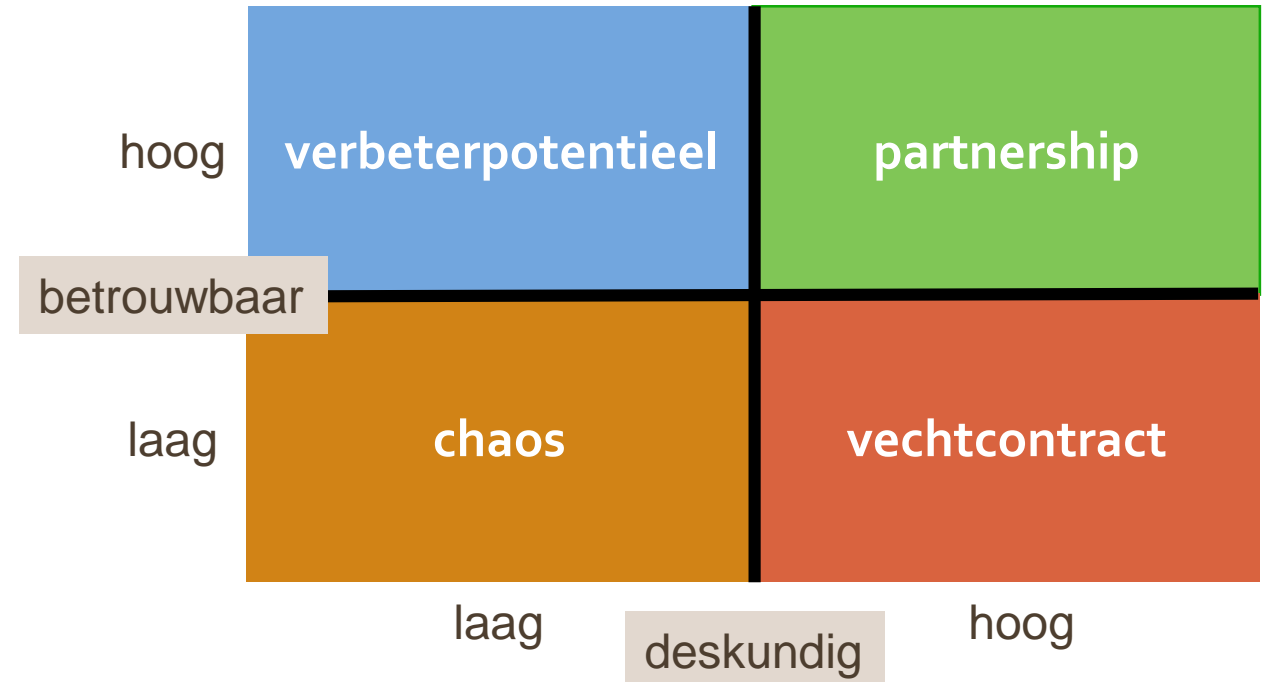 hoog
verbeterpotentieel
partnership
betrouwbaar
laag
chaos
vechtcontract
laag
hoog
deskundig